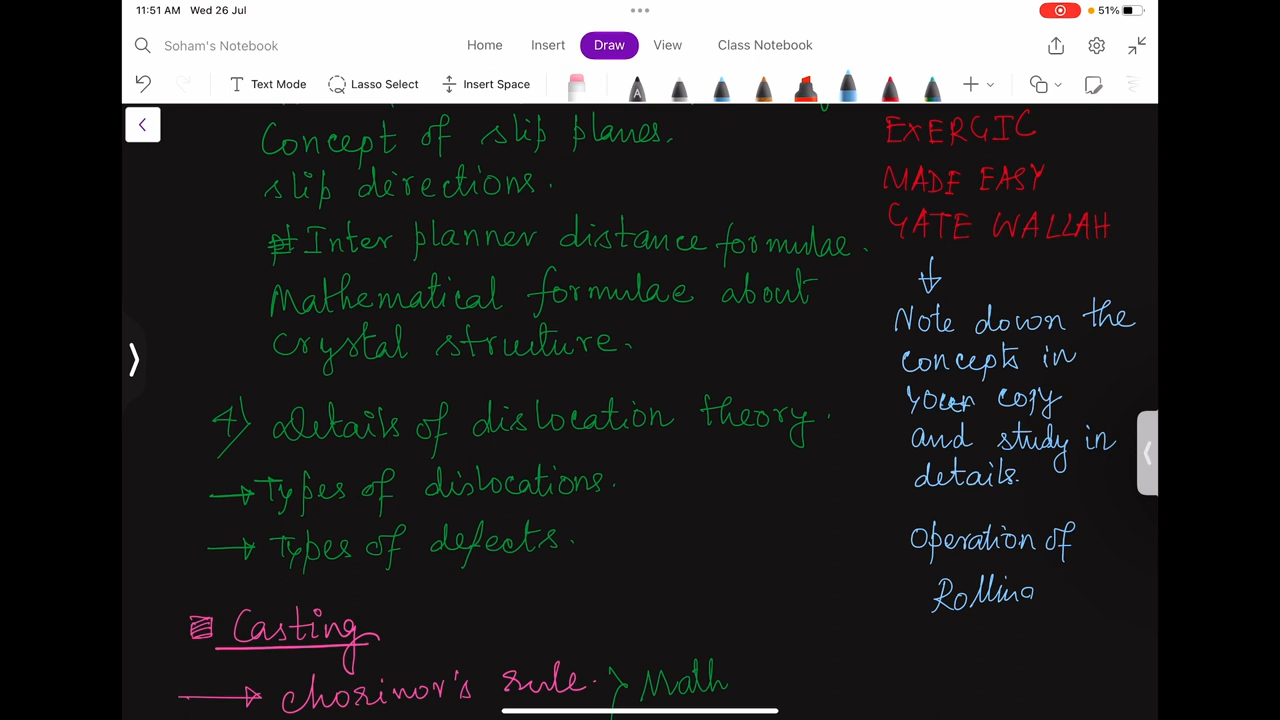 11:51 AM Wed 26 Jul
51%
Soham's Notebook
Home Insert Draw View Class Notebook
Text Mode Lasso Select Insert Space
A
Concept of slip planes.
slip directions.
# Inter planner distance formulae.
Mathematical formulae about
crystal structure.
4) Details of dislocation theory.
→ Types of dislocations.
→ Types of defects.
Casting
→ chorinor's rule. } Math
EXERGIC
MADE EASY
GATE WALLAH
↓
Note down the
concepts in
your copy
and study in
details.
Operation of
Rolling